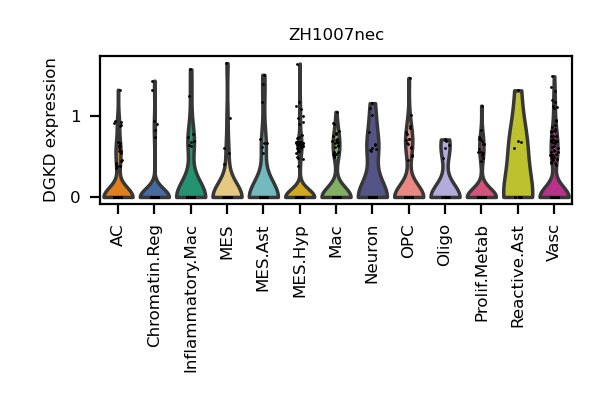 ZH1007nec
DGKD expression
1
0
AC
Chromatin.Reg
Inflammatory.Mac
MES
MES.Ast
MES.Hyp
Mac
Neuron
OPC
Oligo
Prolif.Metab
Reactive.Ast
Vasc